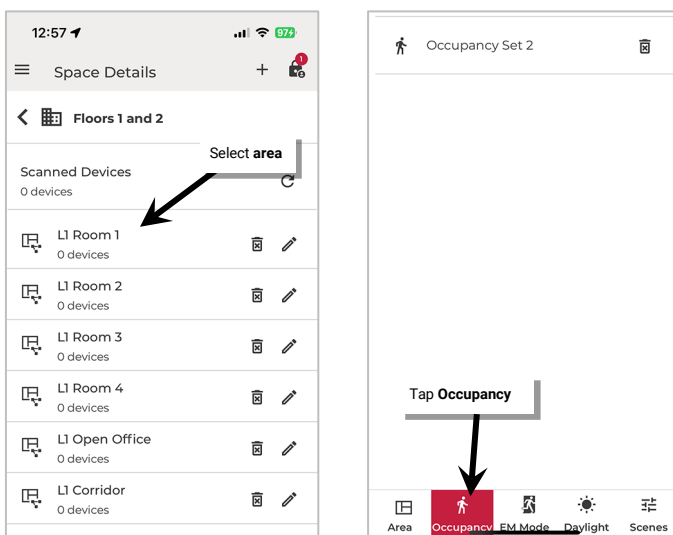 12:57
97
1
Space Details
Floors 1 and 2
Select area
Scanned Devices
0 devices
L1 Room 1
0 devices
L1 Room 2
0 devices
L1 Room 3
0 devices
L1 Room 4
0 devices
L1 Open Office
0 devices
L1 Corridor
0 devices
Occupancy Set 2
Tap Occupancy
Area Occupancy EM Mode Daylight Scenes